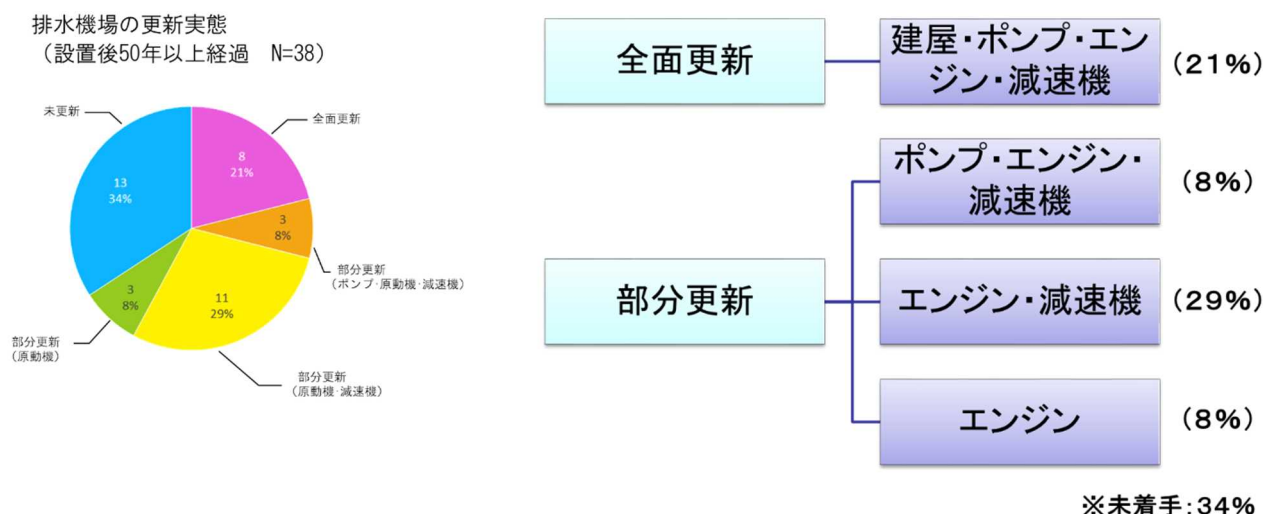 排水機場の更新実態
（設置後50年以上経過　N=38）
未更新
全面更新
8
21%
13
34%
3
8%
部分更新
（ポンプ・原動機・減速機）
3
8%
11
29%
部分更新
（原動機）
部分更新
（原動機・減速機）
全面更新
建屋・ポンプ・エン
ジン・減速機
（21%）
ポンプ・エンジン・
減速機
（8%）
部分更新
エンジン・減速機
（29%）
エンジン
（8%）
※未着手：34%